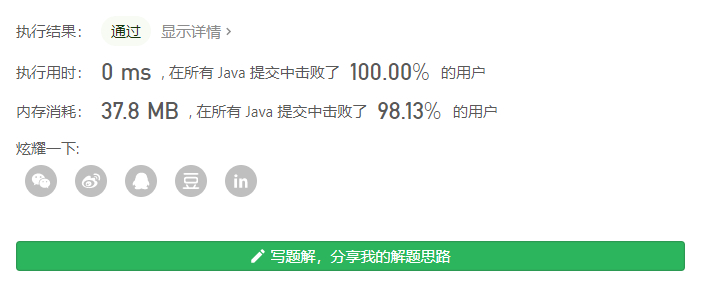 执行结果： 通过 显示详情 >
执行用时： 0 ms , 在所有 Java 提交中击败了 100.00% 的用户
内存消耗： 37.8 MB , 在所有 Java 提交中击败了 98.13% 的用户
炫耀一下:
豆 in
写题解，分享我的解题思路